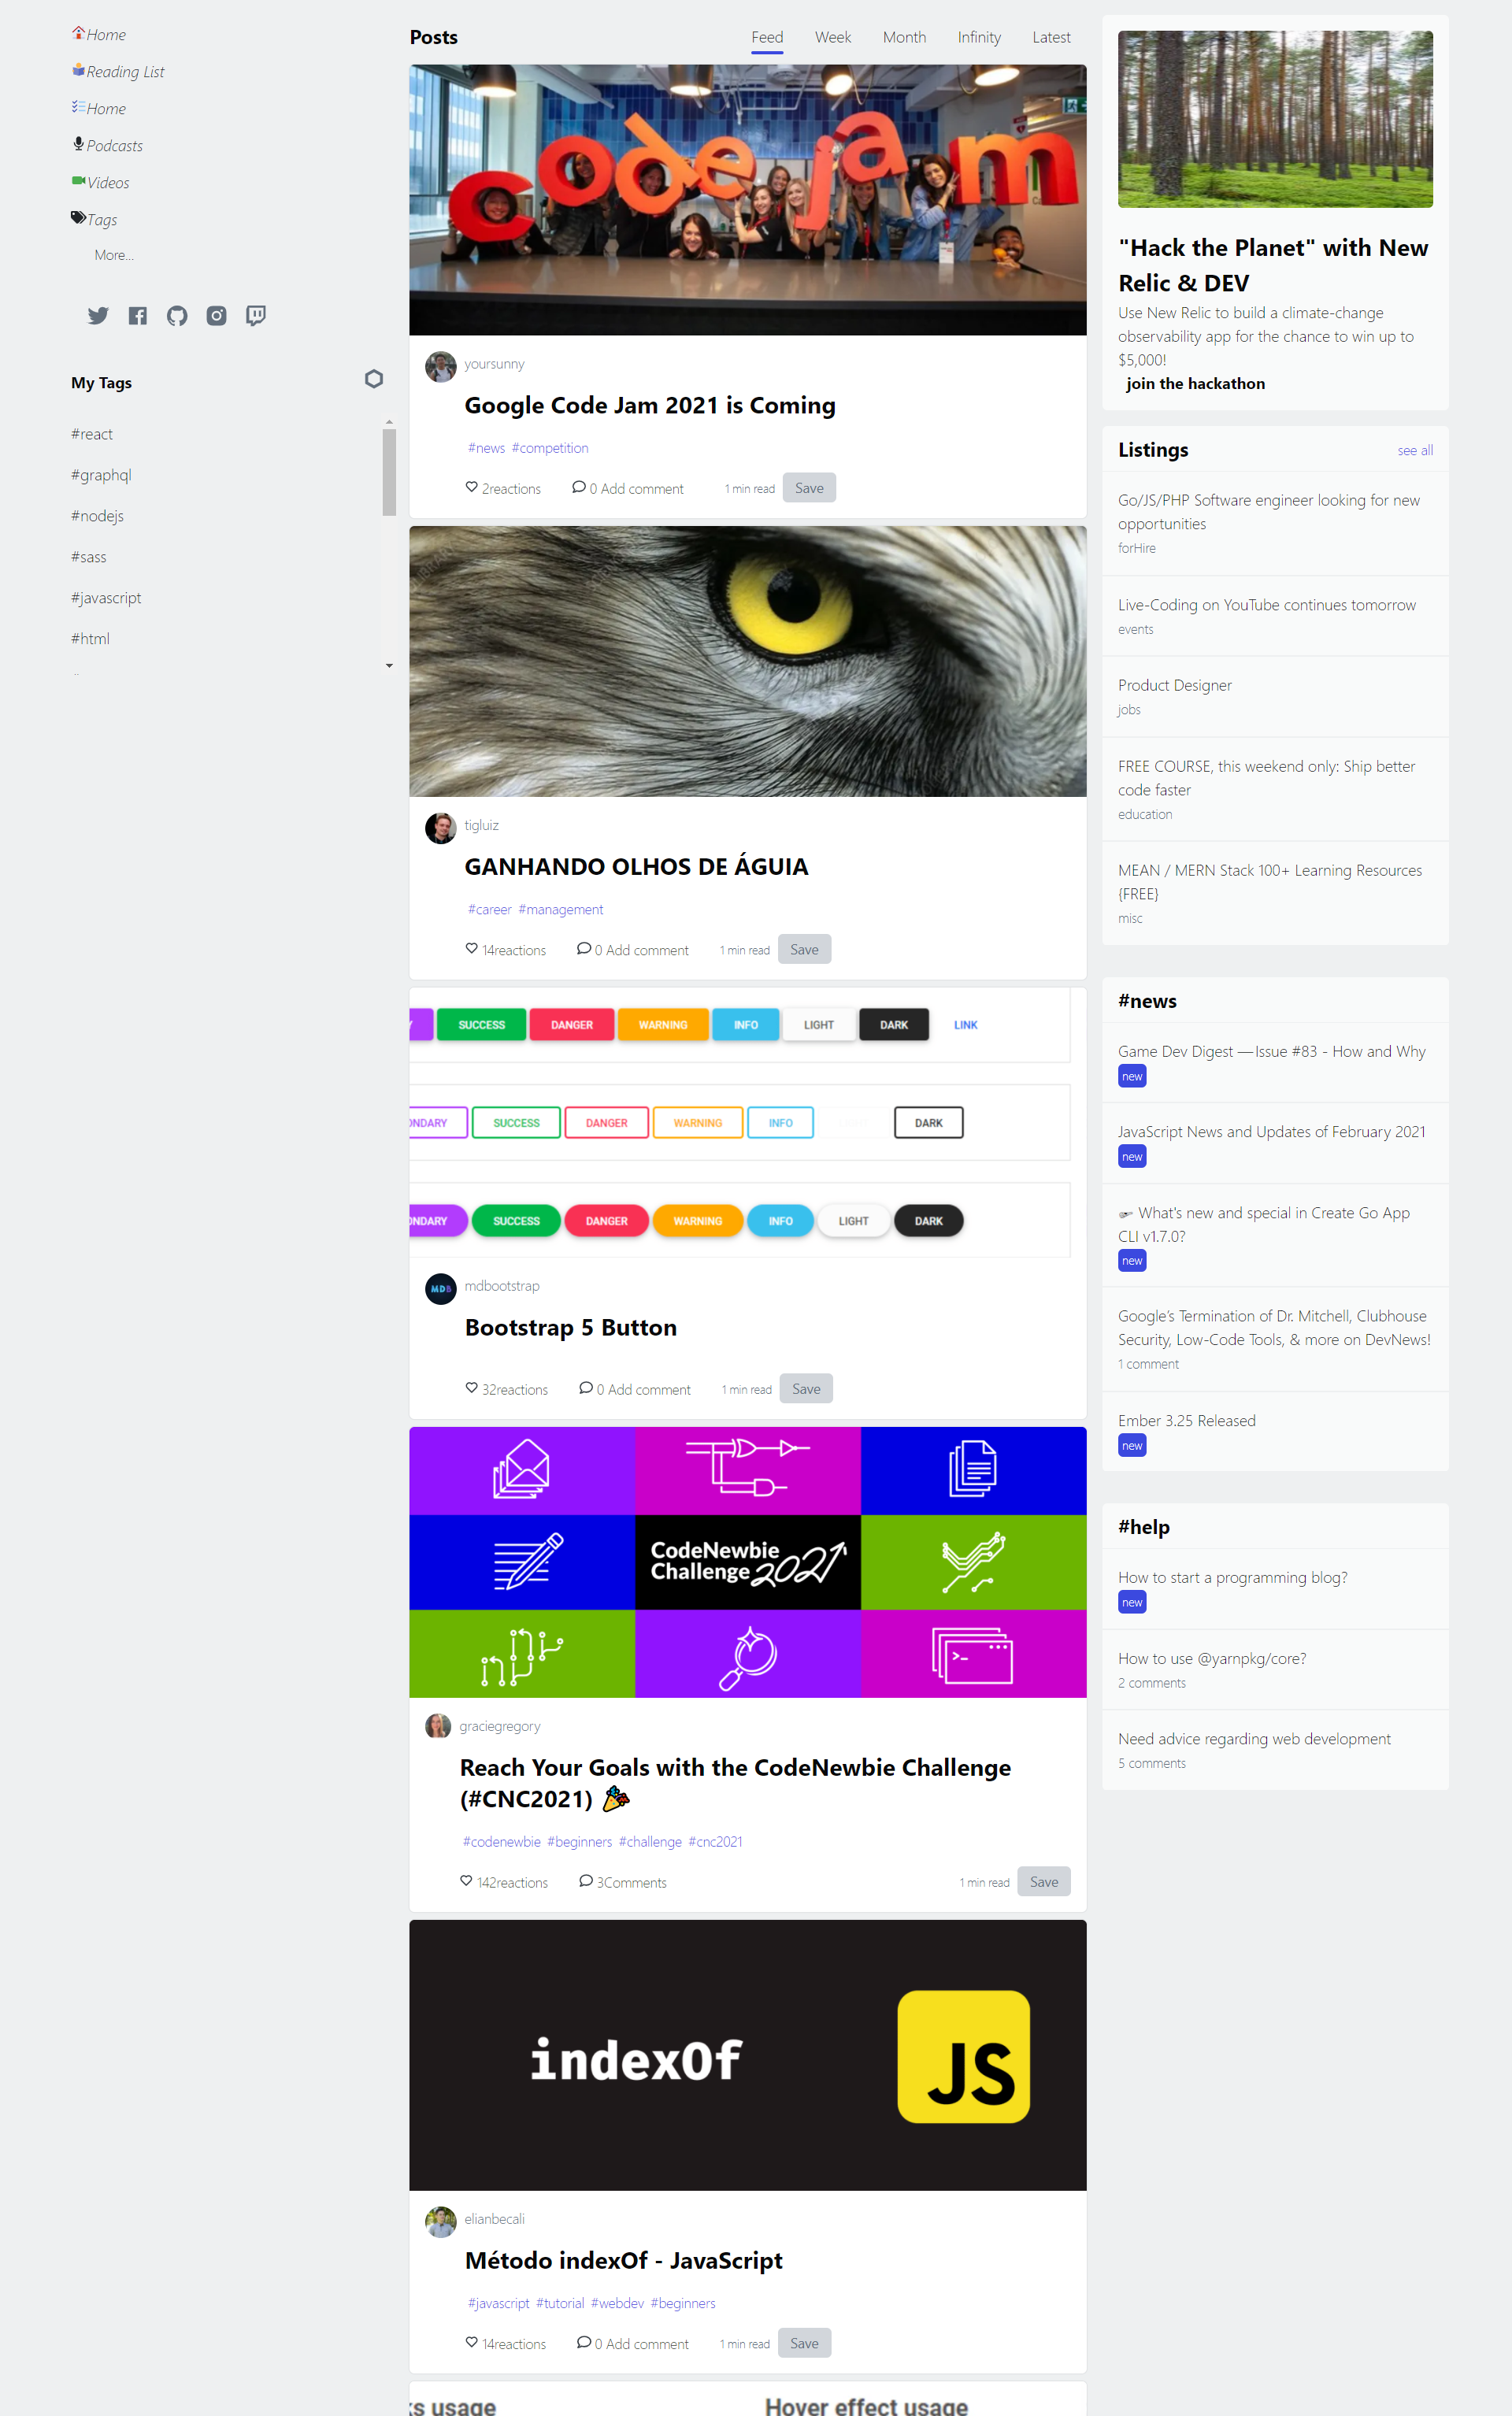 Home
Reading List
Home
Podcasts
Videos
Tags
More...
My Tags
#react
#graphql
#nodejs
#sass
#javascript
#html
Posts
Feed Week Month Infinity Latest
codejam
yoursunny
Google Code Jam 2021 is Coming
#news #competition
2reactions 0 Add comment 1 min read Save
tigluiz
GANHANDO OLHOS DE ÁGUIA
#career #management
14reactions 0 Add comment 1 min read Save
SUCCESS DANGER WARNING INFO LIGHT DARK LINK
ONDARY SUCCESS DANGER WARNING INFO DARK
ONDARY SUCCESS DANGER WARNING INFO LIGHT DARK
MDB
mdbootstrap
Bootstrap 5 Button
32reactions 0 Add comment 1 min read Save
CodeNewbie
Challenge 2021
graciegregory
Reach Your Goals with the CodeNewbie Challenge
(#CNC2021) 🎉
#codenewbie #beginners #challenge #cnc2021
142reactions 3Comments 1 min read Save
indexOf JS
elianbecali
Método indexOf - JavaScript
#javascript #tutorial #webdev #beginners
14reactions 0 Add comment 1 min read Save
ks usage Hover effect usage
"Hack the Planet" with New
Relic & DEV
Use New Relic to build a climate-change
observability app for the chance to win up to
$5,000!
join the hackathon
Listings see all
Go/JS/PHP Software engineer looking for new
opportunities
forHire
Live-Coding on YouTube continues tomorrow
events
Product Designer
jobs
FREE COURSE, this weekend only: Ship better
code faster
education
MEAN / MERN Stack 100+ Learning Resources
{FREE}
misc
#news
Game Dev Digest — Issue #83 - How and Why
new
JavaScript News and Updates of February 2021
new
What's new and special in Create Go App
CLI v1.7.0?
new
Google’s Termination of Dr. Mitchell, Clubhouse
Security, Low-Code Tools, & more on DevNews!
1 comment
Ember 3.25 Released
new
#help
How to start a programming blog?
new
How to use @yarnpkg/core?
2 comments
Need advice regarding web development
5 comments